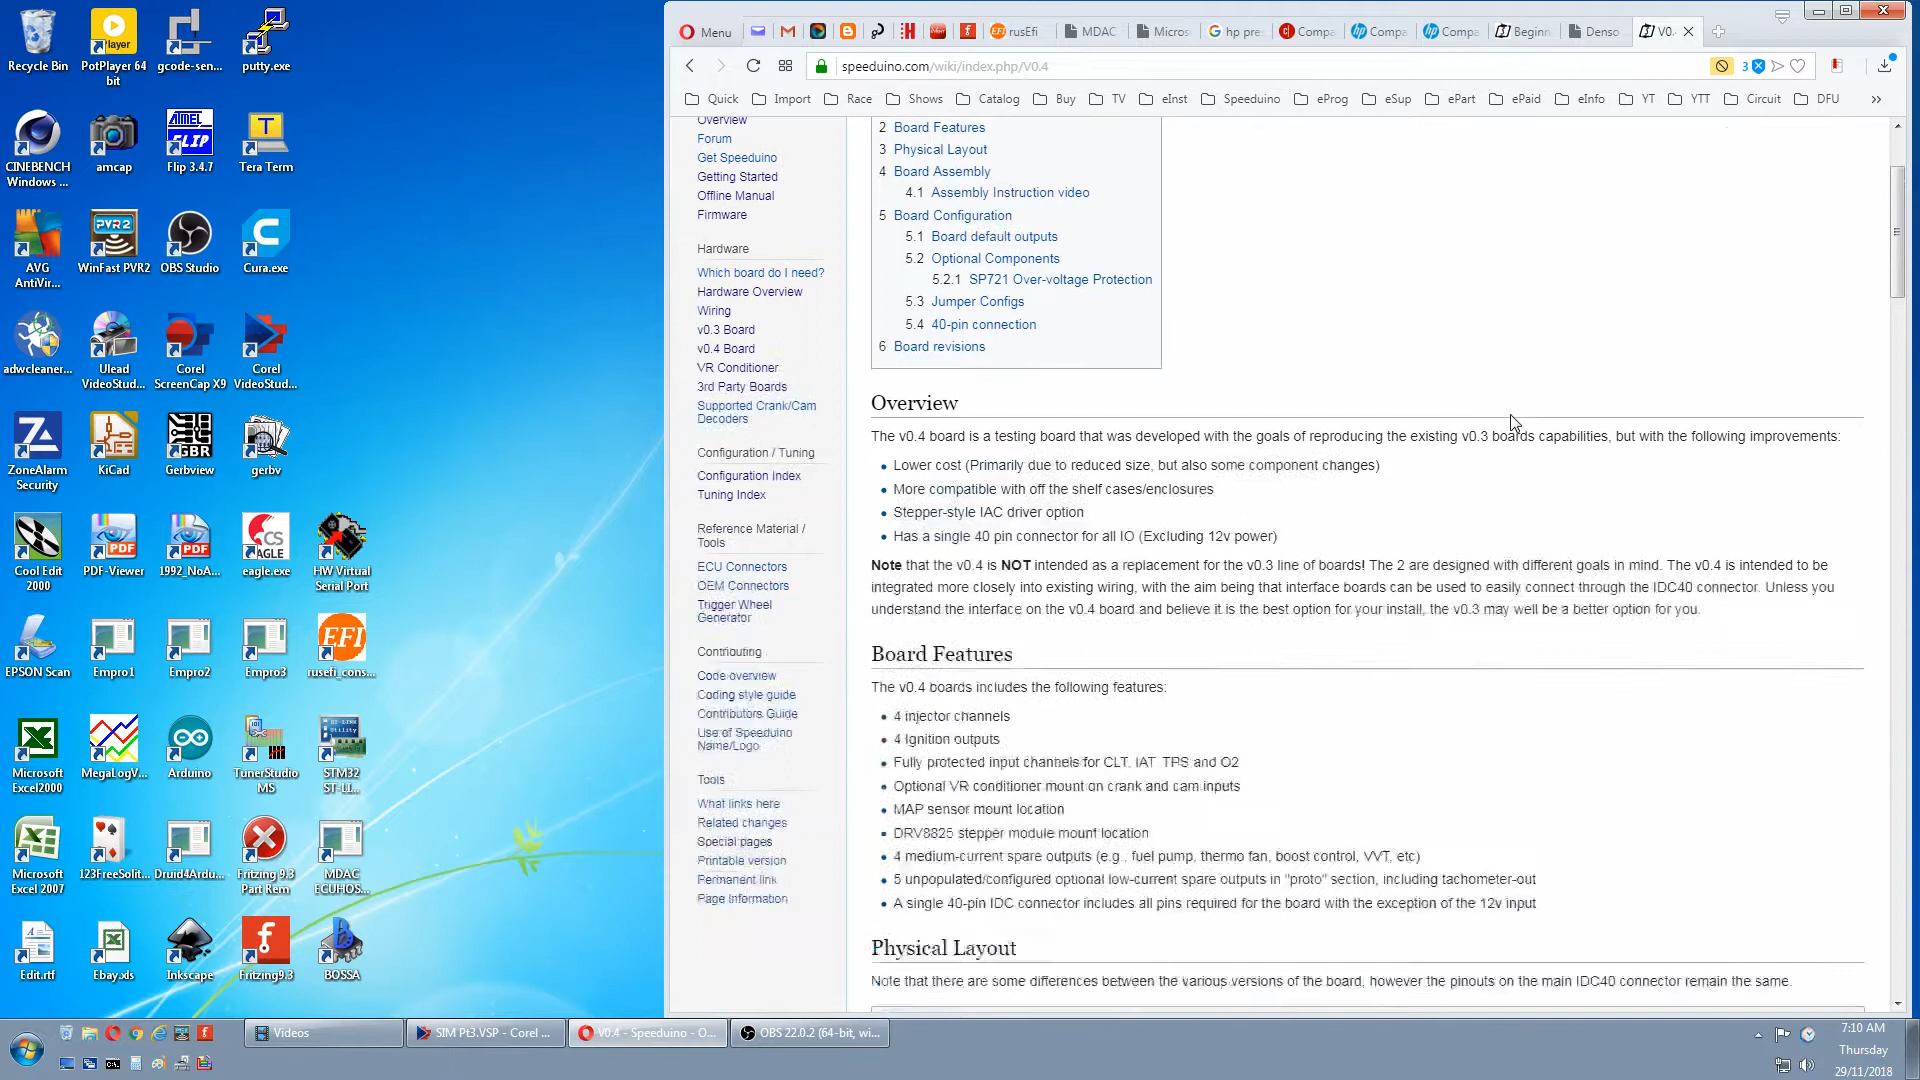 Recycle Bin
PotPlayer 64 bit
gcode-sen...
putty.exe
CINEBENCH Windows ...
amcap
Flip 3.4.7
Tera Term
AVG AntiVir...
WinFast PVR2
OBS Studio
Cura.exe
adwcleaner...
Ulead VideoStud...
Corel ScreenCap X9
Corel VideoStud...
ZoneAlarm Security
KiCad
Gerbview
gerbv
Cool Edit 2000
PDF-Viewer
1992_NoA...
eagle.exe
HW Virtual Serial Port
EPSON Scan
Empro1
Empro2
Empro3
rusefi_cons...
Microsoft Excel2000
MegaLogV...
Arduino
TunerStudio MS
STM32 ST-LI...
Microsoft Excel 2007
123FreeSolit...
Druid4Ardu...
Fritzing 9.3 Part Rem
MDAC ECUHOS...
Edit.rtf
Ebay.xls
Inkscape
Fritzing9.3
BOSSA
Menu
rusEfi
MDAC
Micros
hp pre
Compa
Compa
Compa
Beginn
Denso
V0.
speeduino.com/wiki/index.php/V0.4
3
Quick Import Race Shows Catalog Buy TV eInst Speeduino eProg eSup ePart ePaid eInfo YT YTT Circuit DFU »
Overview
Forum
Get Speeduino
Getting Started
Offline Manual
Firmware
Hardware
Which board do I need?
Hardware Overview
Wiring
v0.3 Board
v0.4 Board
VR Conditioner
3rd Party Boards
Supported Crank/Cam
Decoders
Configuration / Tuning
Configuration Index
Tuning Index
Reference Material /
Tools
ECU Connectors
OEM Connectors
Trigger Wheel
Generator
Contributing
Code overview
Coding style guide
Contributors Guide
Use of Speeduino
Name/Logo
Tools
What links here
Related changes
Special pages
Printable version
Permanent link
Page information
2 Board Features
3 Physical Layout
4 Board Assembly
4.1 Assembly Instruction video
5 Board Configuration
5.1 Board default outputs
5.2 Optional Components
5.2.1 SP721 Over-voltage Protection
5.3 Jumper Configs
5.4 40-pin connection
6 Board revisions
Overview
The v0.4 board is a testing board that was developed with the goals of reproducing the existing v0.3 boards capabilities, but with the following improvements:
Lower cost (Primarily due to reduced size, but also some component changes)
More compatible with off the shelf cases/enclosures
Stepper-style IAC driver option
Has a single 40 pin connector for all IO (Excluding 12v power)
Note that the v0.4 is NOT intended as a replacement for the v0.3 line of boards! The 2 are designed with different goals in mind. The v0.4 is intended to be
integrated more closely into existing wiring, with the aim being that interface boards can be used to easily connect through the IDC40 connector. Unless you
understand the interface on the v0.4 board and believe it is the best option for your install, the v0.3 may well be a better option for you.
Board Features
The v0.4 boards includes the following features:
4 injector channels
4 Ignition outputs
Fully protected input channels for CLT, IAT, TPS and O2
Optional VR conditioner mount on crank and cam inputs
MAP sensor mount location
DRV8825 stepper module mount location
4 medium-current spare outputs (e.g., fuel pump, thermo fan, boost control, VVT, etc)
5 unpopulated/configured optional low-current spare outputs in "proto" section, including tachometer-out
A single 40-pin IDC connector includes all pins required for the board with the exception of the 12v input
Physical Layout
Note that there are some differences between the various versions of the board, however the pinouts on the main IDC40 connector remain the same.
Videos
SIM Pt3.VSP - Corel ...
V0.4 - Speeduino - O...
OBS 22.0.2 (64-bit, wi...
7:10 AM
Thursday
29/11/2018